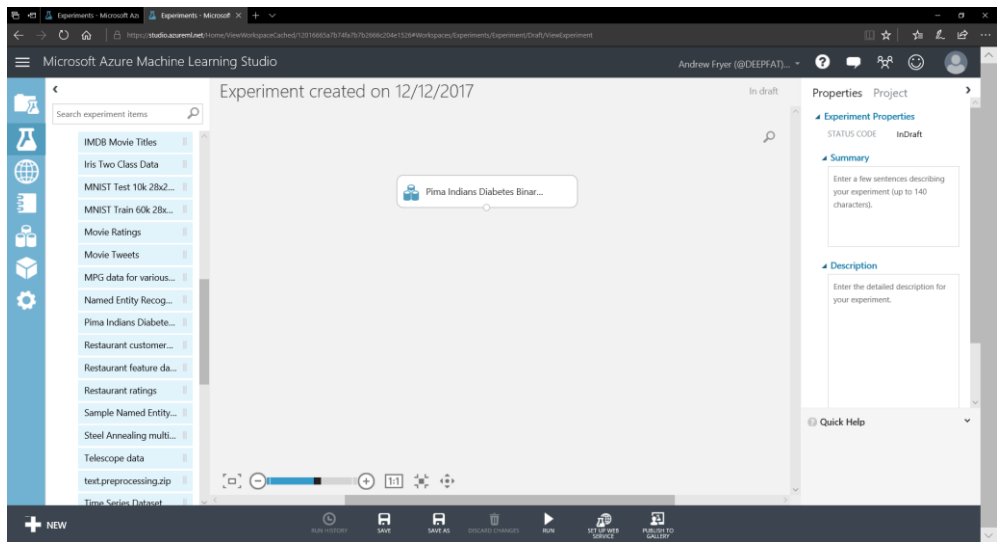 Experiments - Microsoft Azu
Experiments - Microsof
https://studio.azureml.net/Home/ViewWorkspaceCached/
Microsoft Azure Machine Learning Studio
Andrew Fryer (@DEEPFAT)...
Search experiment items
IMDB Movie Titles
Iris Two Class Data
MNIST Test 10k 28x2...
MNIST Train 60k 28x...
Movie Ratings
Movie Tweets
MPG data for various...
Named Entity Recog...
Pima Indians Diabete...
Restaurant customer...
Restaurant feature da...
Restaurant ratings
Sample Named Entity...
Steel Annealing multi...
Telescope data
text.preprocessing.zip
Time Series Dataset
Experiment created on 12/12/2017
In draft
Pima Indians Diabetes Binar...
1:1
Properties Project
Experiment Properties
STATUS CODE InDraft
Summary
Enter a few sentences describing
your experiment (up to 140
characters).
Description
Enter the detailed description for
your experiment.
Quick Help
NEW
RUN HISTORY
SAVE
SAVE AS
DISCARD CHANGES
RUN
SET UP WEB
SERVICE
PUBLISH TO
GALLERY